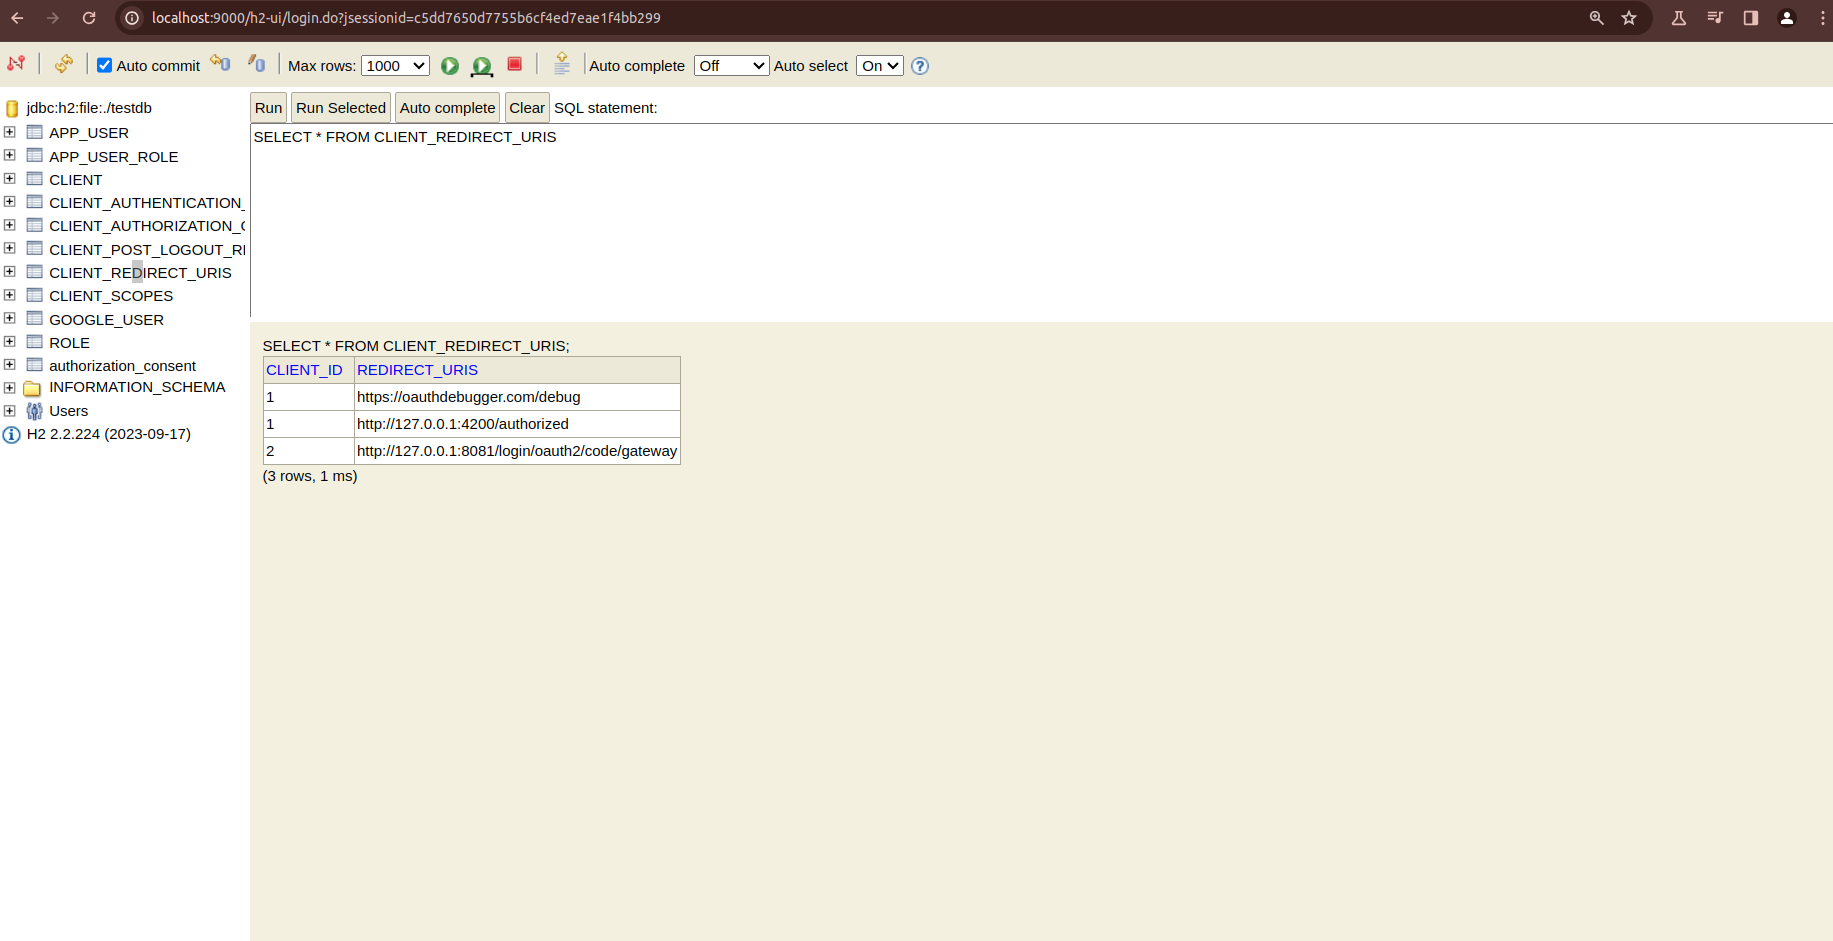 localhost:9000/h2-ui/login.do?jsessionid=c5dd7650d7755b6cf4ed7eae1f4bb299
Auto commit Max rows: 1000 Auto complete Off Auto select On
jdbc:h2:file:./testdb
APP_USER
APP_USER_ROLE
CLIENT
CLIENT_AUTHENTICATION_
CLIENT_AUTHORIZATION_
CLIENT_POST_LOGOUT_RE
CLIENT_REDIRECT_URIS
CLIENT_SCOPES
GOOGLE_USER
ROLE
authorization_consent
INFORMATION_SCHEMA
Users
H2 2.2.224 (2023-09-17)
Run Run Selected Auto complete Clear SQL statement:
SELECT * FROM CLIENT_REDIRECT_URIS
SELECT * FROM CLIENT_REDIRECT_URIS;
CLIENT_ID REDIRECT_URIS
1 https://oauthdebugger.com/debug
1 http://127.0.0.1:4200/authorized
2 http://127.0.0.1:8081/login/oauth2/code/gateway
(3 rows, 1 ms)